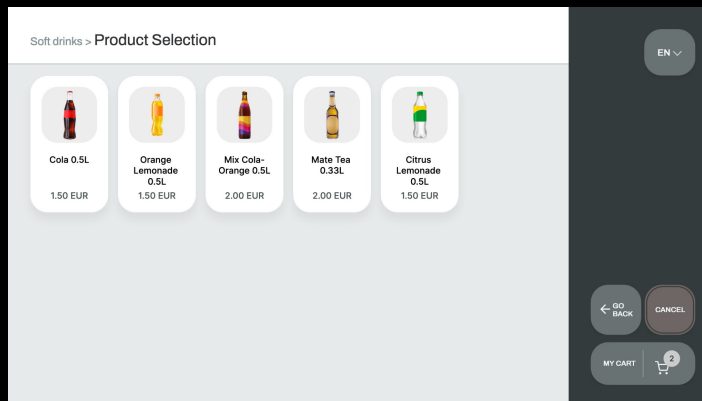 Soft drinks > Product Selection
EN
Cola 0.5L
1.50 EUR
Orange
Lemonade
0.5L
1.50 EUR
Mix Cola-
Orange 0.5L
2.00 EUR
Mate Tea
0.33L
2.00 EUR
Citrus
Lemonade
0.5L
1.50 EUR
GO
BACK
CANCEL
MY CART
2